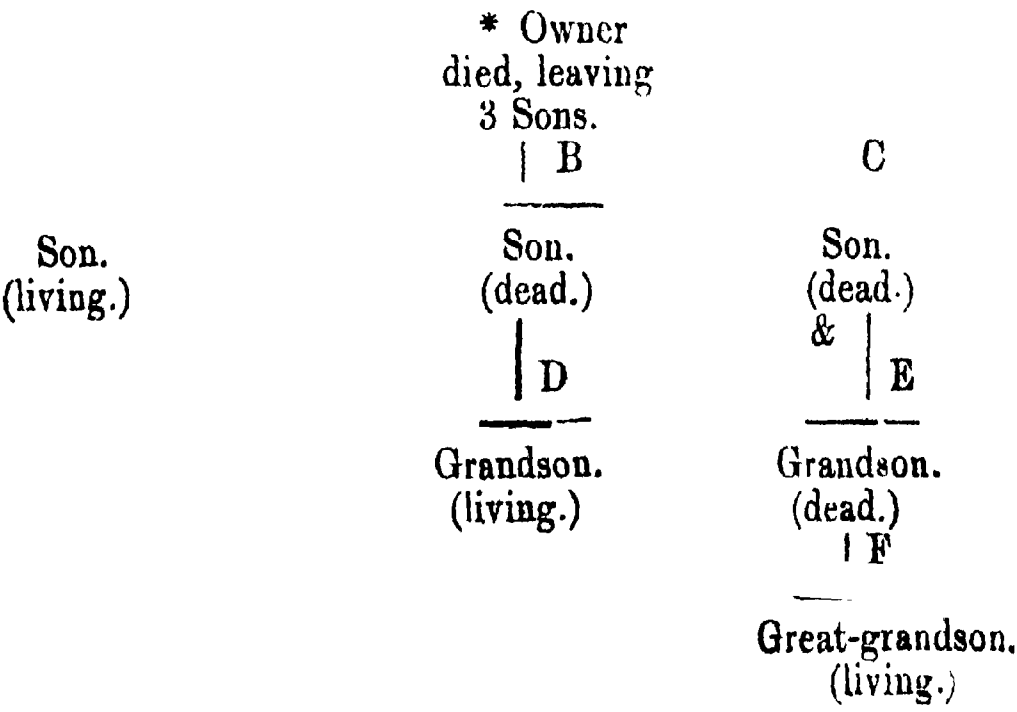 * Owner
died, leaving
3 Sons.
B C
Son. Son. Son.
(living.) (dead.) (dead.)
&
D E
Grandson. Grandson.
(living.) (dead.)
F
Great-grandson.
(living.)